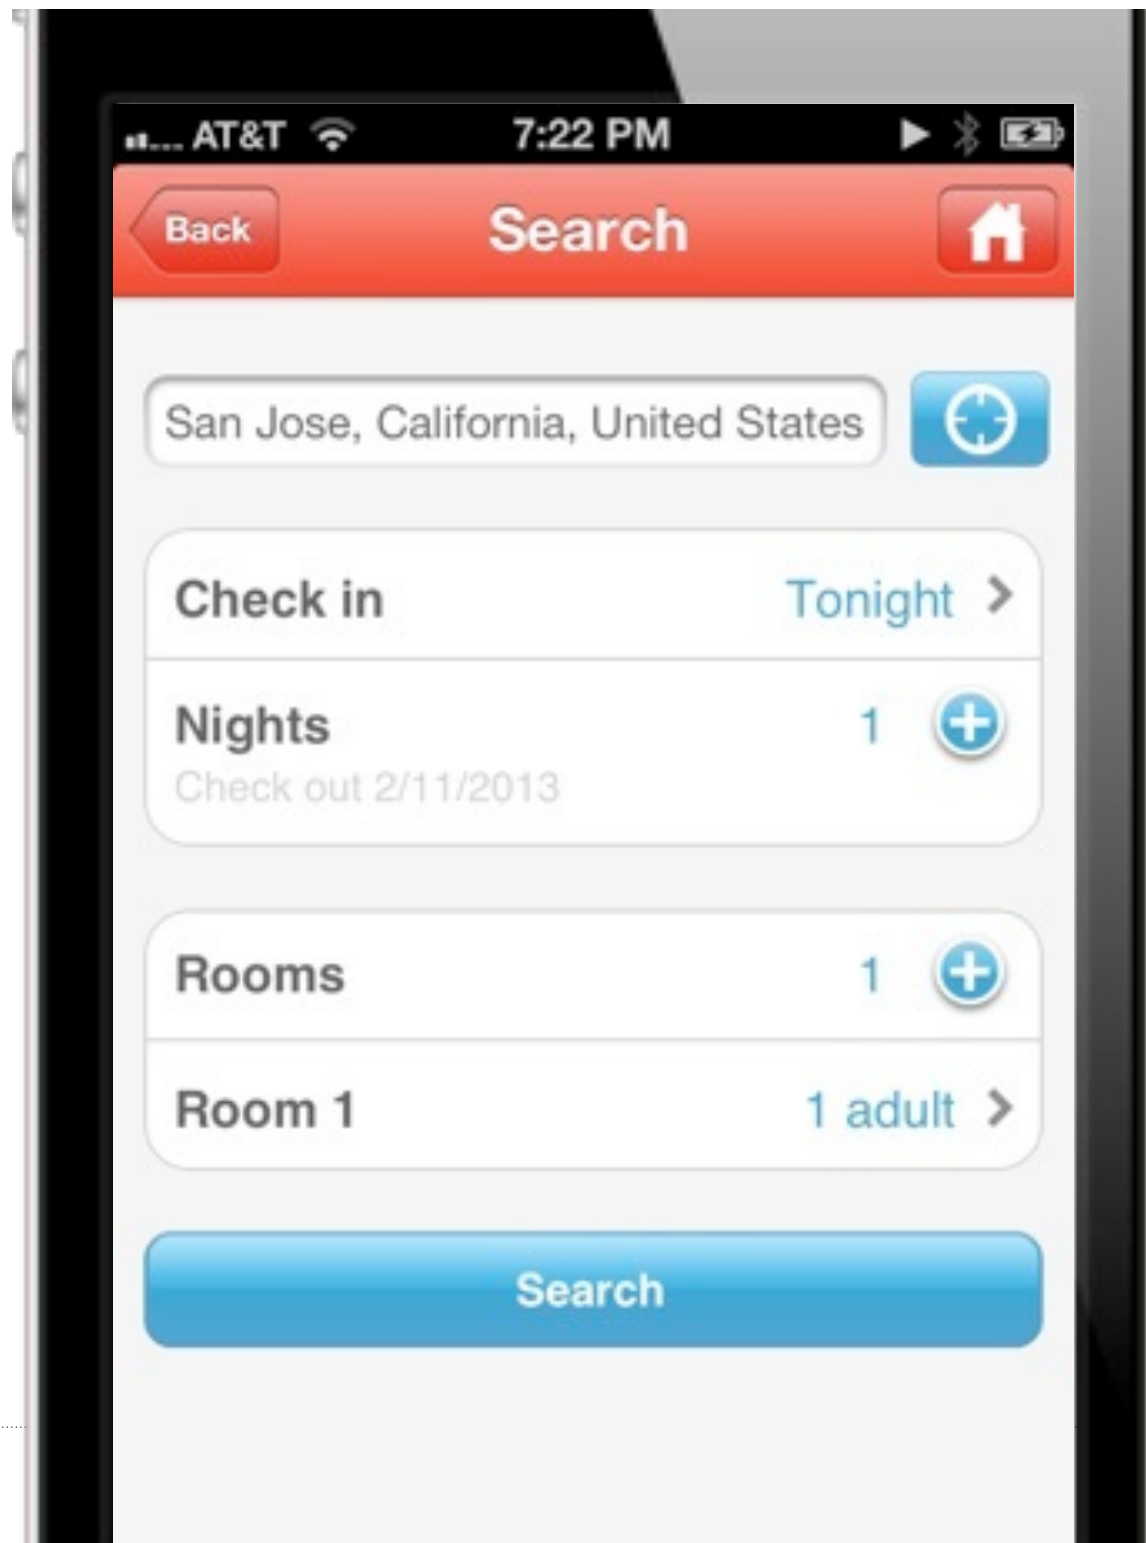 AT&T 7:22 PM
Back Search
San Jose, California, United States
Check in Tonight
Nights 1
Check out 2/11/2013
Rooms 1
Room 1 1 adult
Search